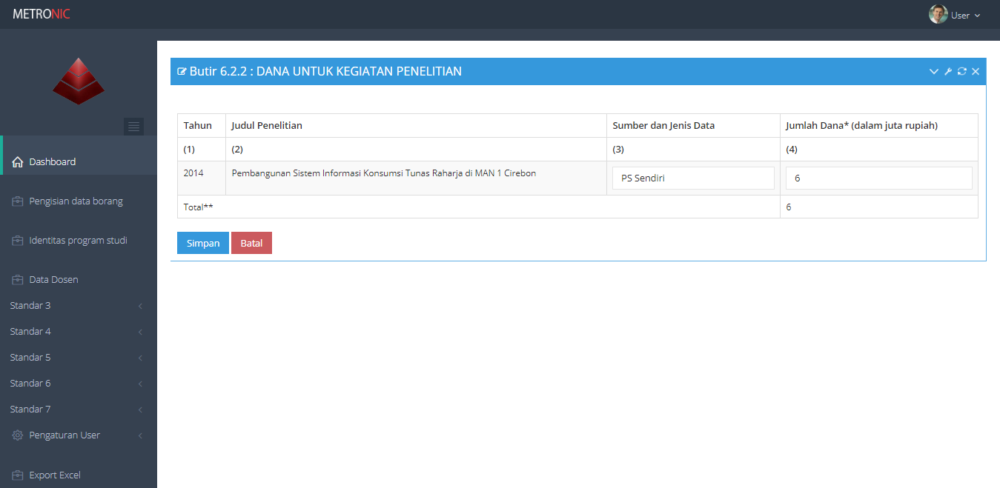 METRONIC
User
Dashboard
Pengisian data borang
Identitas program studi
Data Dosen
Standar 3
Standar 4
Standar 5
Standar 6
Standar 7
Pengaturan User
Export Excel
Butir 6.2.2 : DANA UNTUK KEGIATAN PENELITIAN
Tahun Judul Penelitian Sumber dan Jenis Data Jumlah Dana* (dalam juta rupiah)
(1) (2) (3) (4)
2014 Pembangunan Sistem Informasi Konsumsi Tunas Raharja di MAN 1 Cirebon PS Sendiri 6
Total** 6
Simpan Batal